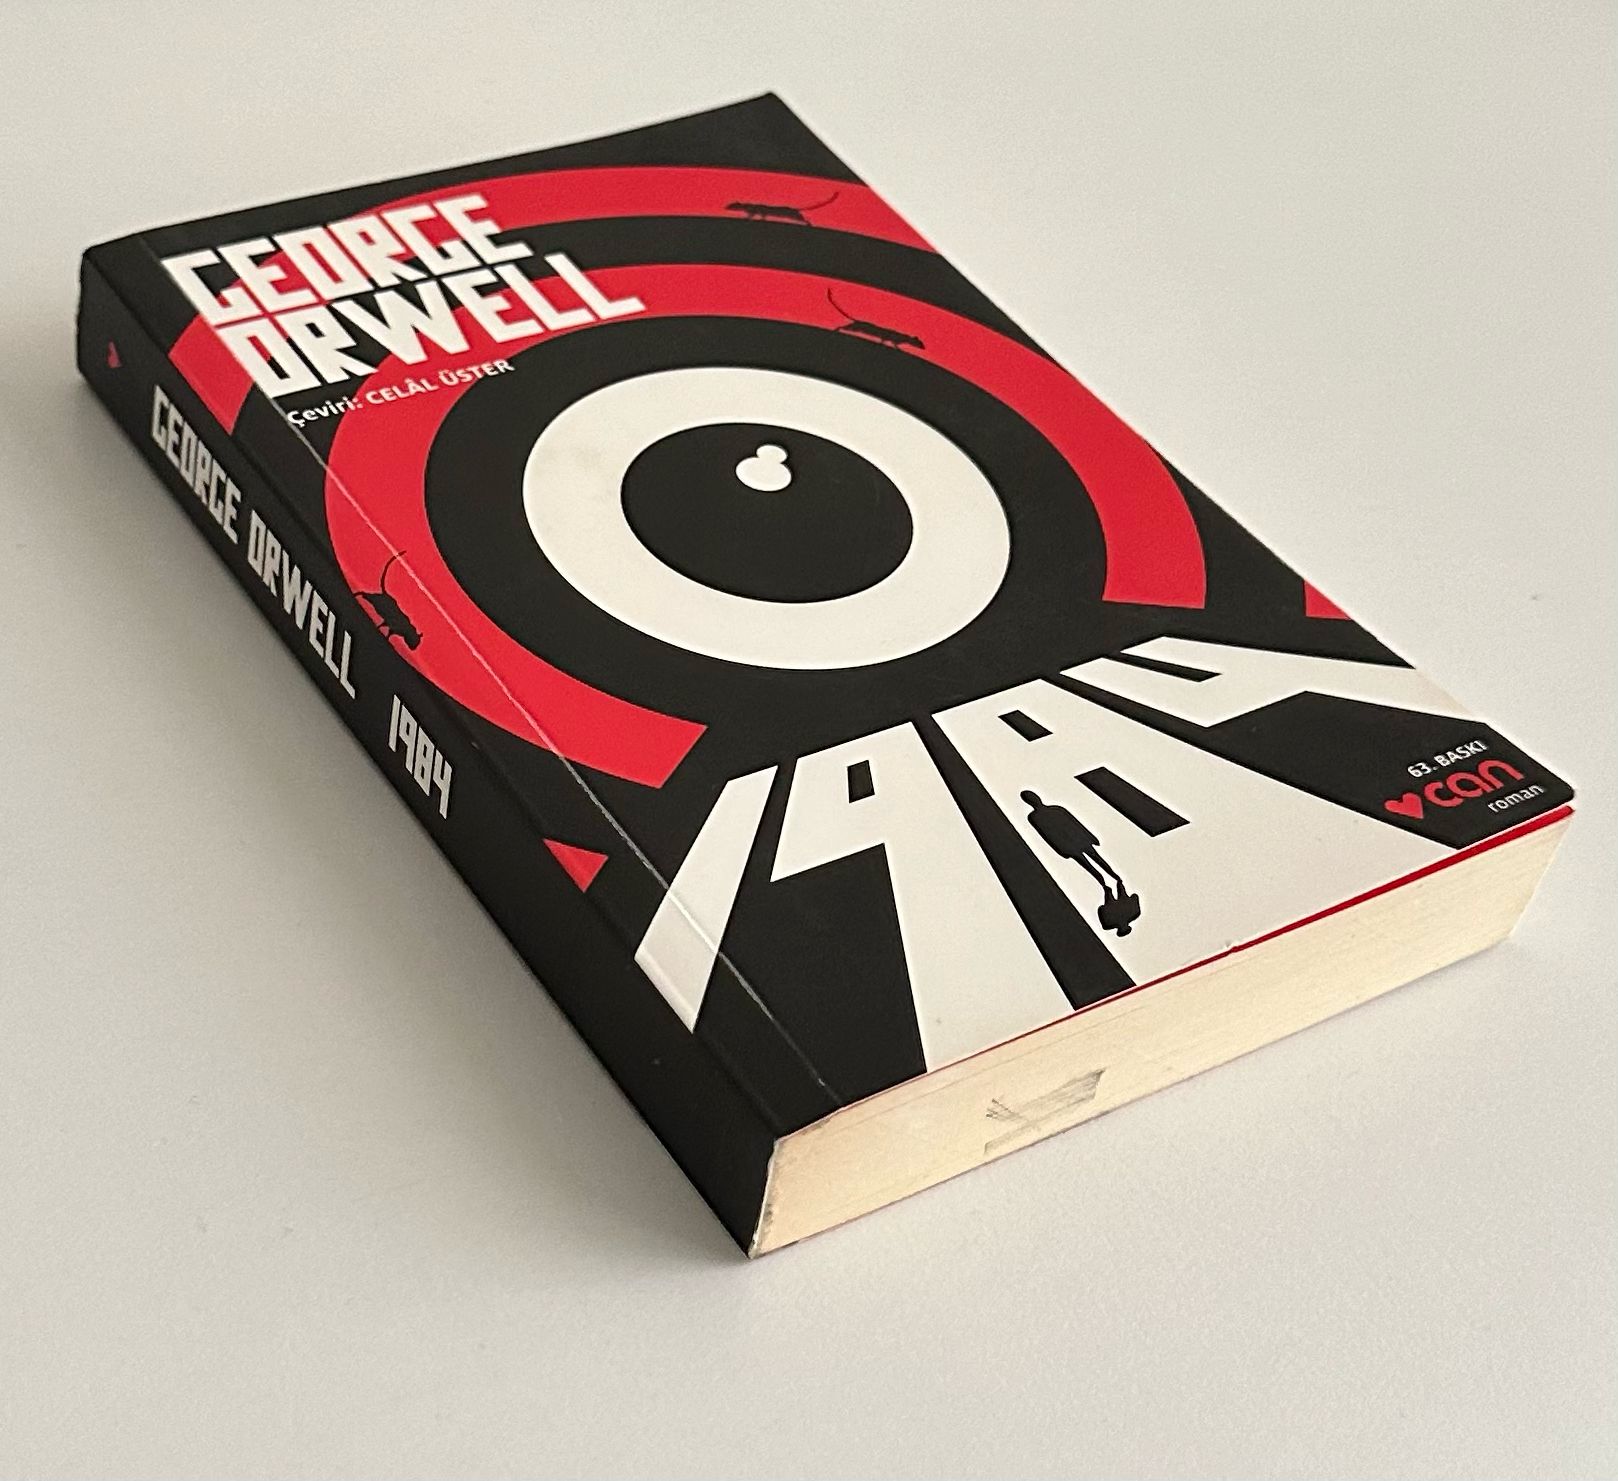 GEORGE
ORWELL
Çeviri: CELÂL ÜSTER
1984
63. BASKI
can
roman
GEORGE ORWELL 1984